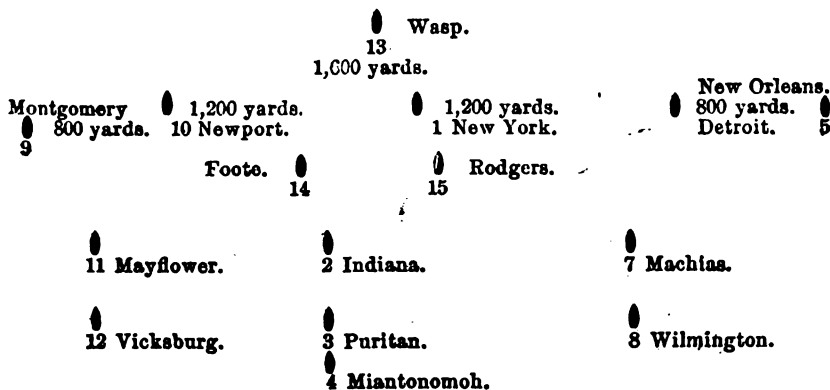 Wasp.
13
1,000 yards.
New Orleans.
Montgomery 1,200 yards. 1,200 yards. 800 yards.
800 yards. 10 Newport. 1 New York. Detroit. 5
9
Foote. Rodgers.
14 15
11 Mayflower. 2 Indiana. 7 Machias.
12 Vicksburg. 3 Puritan. 8 Wilmington.
4 Miantonomoh.